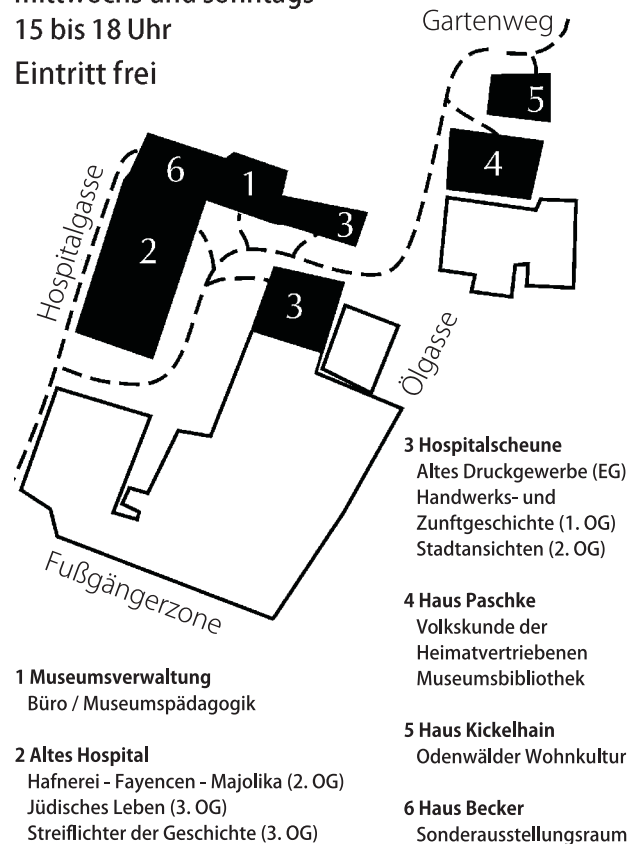 mittwochs und sonntags
15 bis 18 Uhr
Eintritt frei
Gartenweg
5
4
6
1
3
2
3
Hospitalgasse
Ölgasse
Fußgängerzone
1 Museumsverwaltung
Büro / Museumspädagogik
2 Altes Hospital
Hafnerei - Fayencen - Majolika (2. OG)
Jüdisches Leben (3. OG)
Streiflichter der Geschichte (3. OG)
3 Hospitalscheune
Altes Druckgewerbe (EG)
Handwerks- und
Zunftgeschichte (1. OG)
Stadtansichten (2. OG)
4 Haus Paschke
Volkskunde der
Heimatvertriebenen
Museumsbibliothek
5 Haus Kickelhain
Odenwälder Wohnkultur
6 Haus Becker
Sonderausstellungsraum